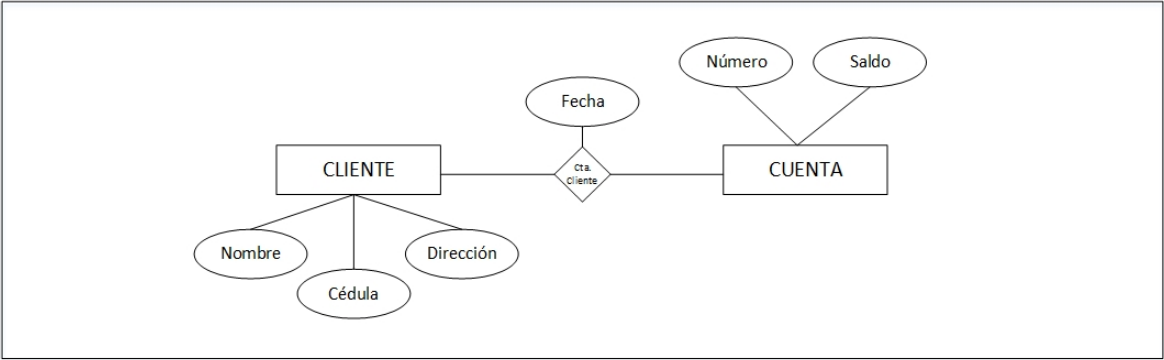 Número
Saldo
Fecha
CLIENTE
Cta.
Cliente
CUENTA
Nombre
Dirección
Cédula